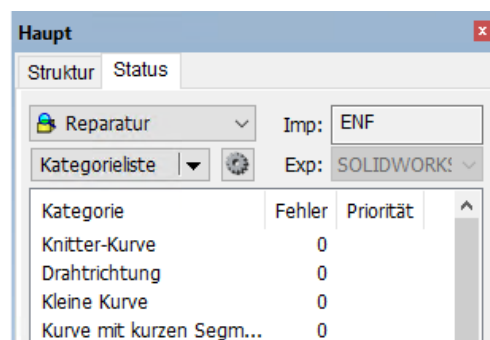 Haupt
Struktur Status
Reparatur Imp: ENF
Kategorieliste Exp: SOLIDWORKS
Kategorie Fehler Priorität
Knitter-Kurve 0
Drahtrichtung 0
Kleine Kurve 0
Kurve mit kurzen Segm... 0